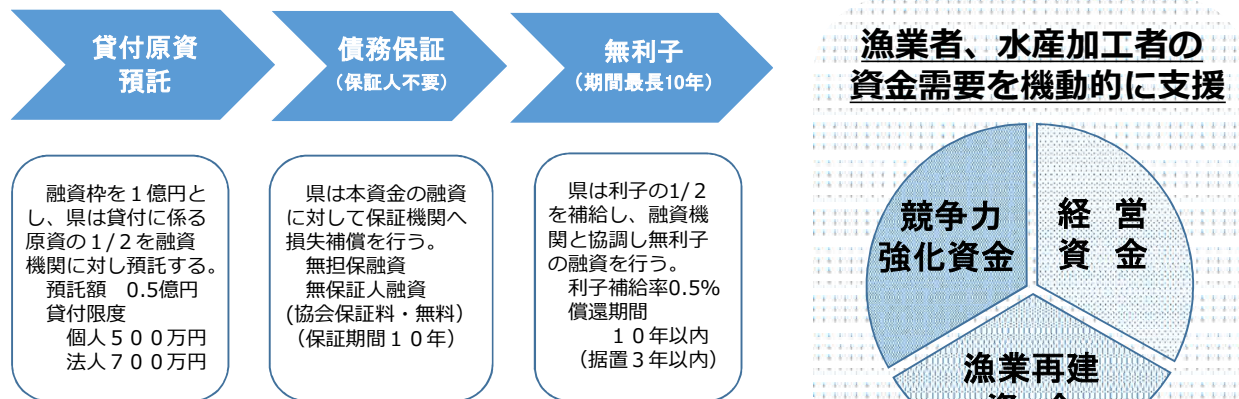 貸付原資
預託
債務保証
（保証人不要）
無利子
（期間最長10年）
融資枠を１億円と
し、県は貸付に係る
原資の1/2を融資
機関に対し預託する。
預託額　0.5億円
貸付限度
個人５００万円
法人７００万円
県は本資金の融資
に対して保証機関へ
損失補償を行う。
無担保融資
無保証人融資
(協会保証料・無料）
（保証期間１０年）
県は利子の1/2
を補給し、融資機
関と協調し無利子
の融資を行う。
利子補給率0.5%
償還期間
１０年以内
（据置３年以内）
漁業者、水産加工者の
資金需要を機動的に支援
競争力
強化資金
経　営
資　金
漁業再建
資　金